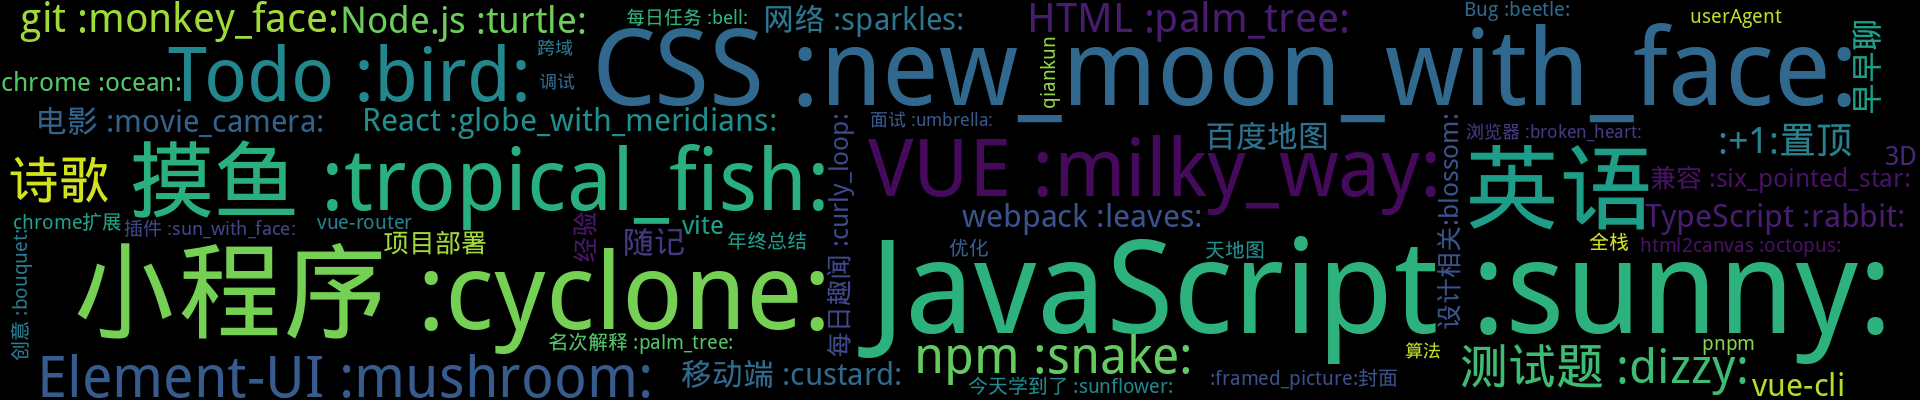 git :monkey_face:
Node.js :turtle:
每日任务 :bell:
网络 :sparkles:
HTML :palm_tree:
Bug :beetle:
userAgent
chrome :ocean:
Todo :bird:
跨域
调试
CSS :new_moon_with_face:
qiankun
早早聊
电影 :movie_camera:
React :globe_with_meridians:
面试 :umbrella:
百度地图
浏览器 :broken_heart:
:+1:置顶
3D
诗歌
摸鱼 :tropical_fish:
每日趣闻 :curly_loop:
VUE :milky_way:
设计相关:blossom:
英语
兼容 :six_pointed_star:
chrome扩展
插件 :sun_with_face:
vue-router
经验
随记
vite
年终总结
webpack :leaves:
TypeScript :rabbit:
创意 :bouquet:
小程序 :cyclone:
项目部署
优化
天地图
全栈
html2canvas :octopus:
JavaScript :sunny:
名次解释 :palm_tree:
Element-UI :mushroom:
移动端 :custard:
npm :snake:
今天学到了 :sunflower:
:framed_picture:封面
算法
测试题 :dizzy:
pnpm
vue-cli